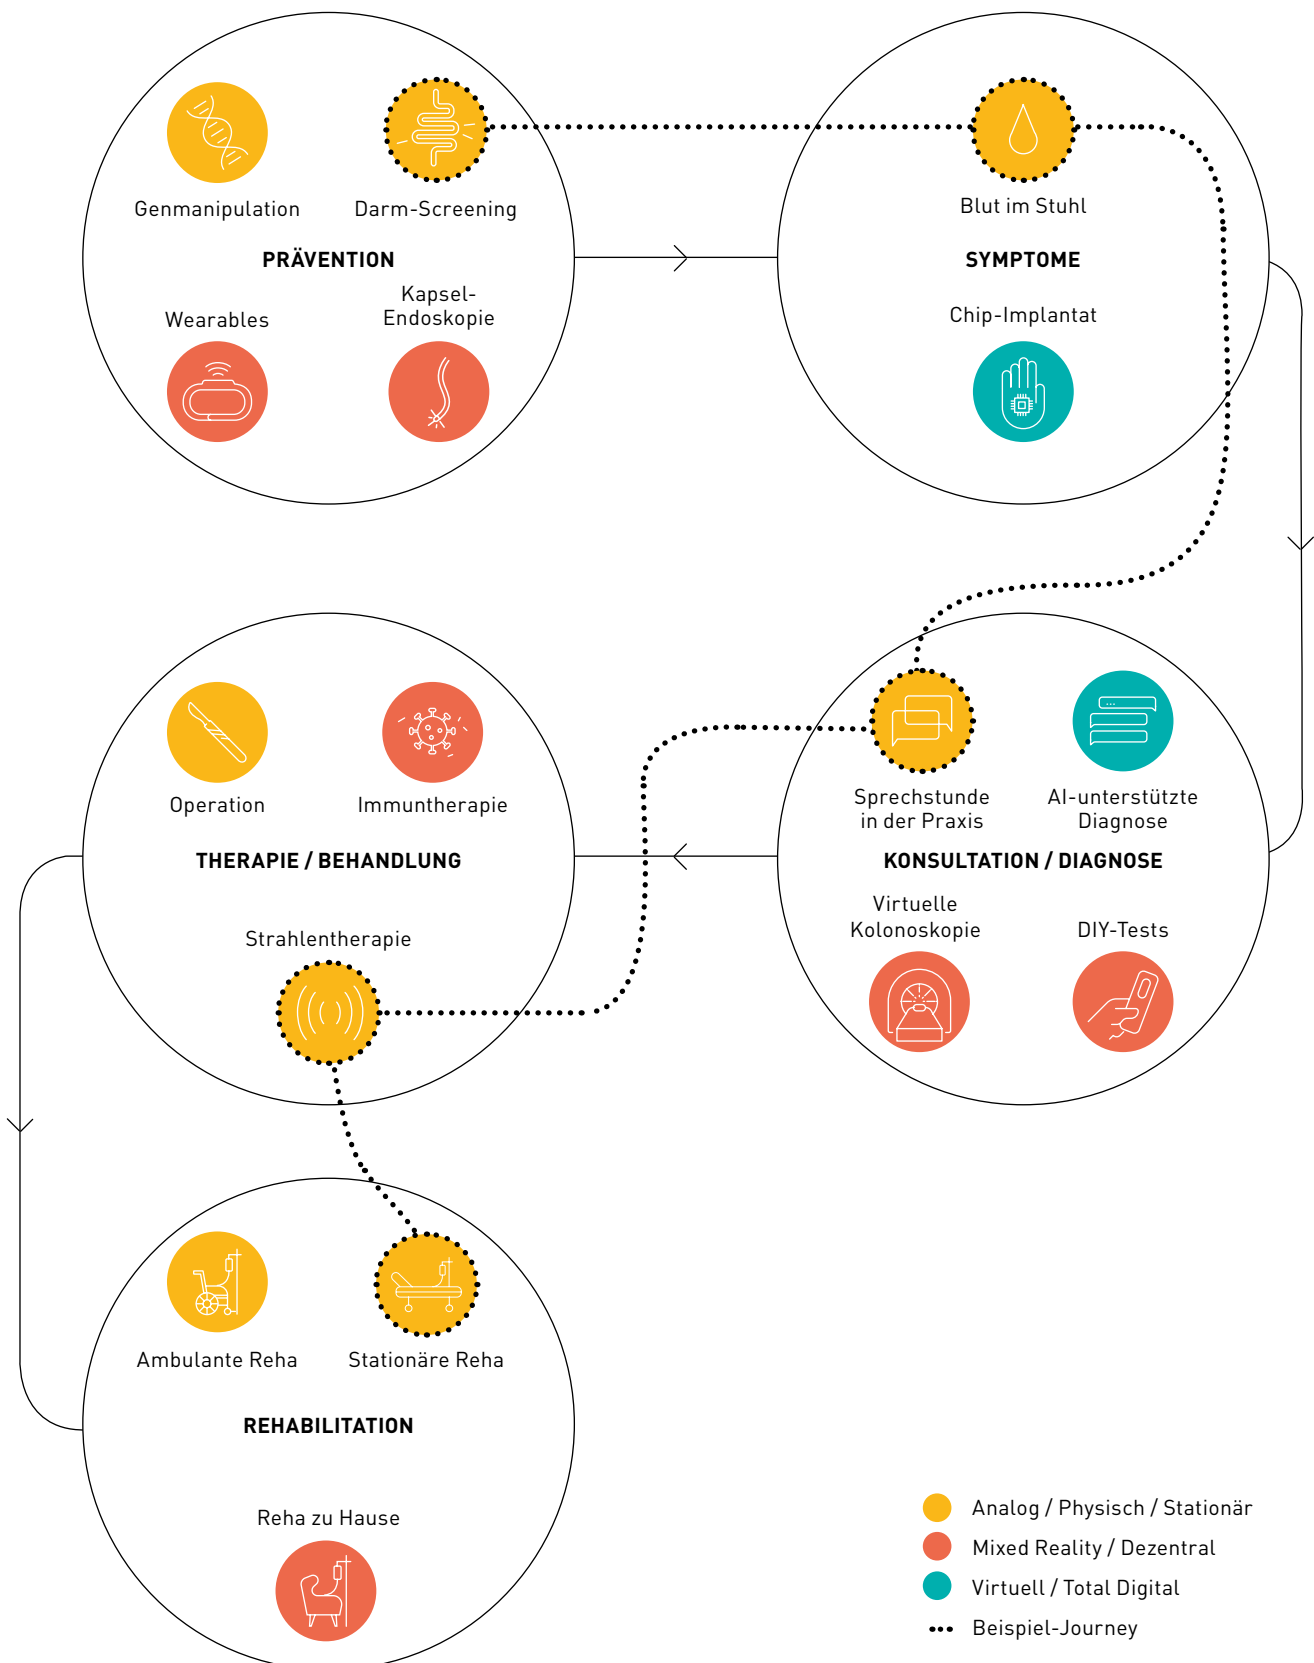 Genmanipulation
Darm-Screening
PRÄVENTION
Wearables
Kapsel-
Endoskopie
Blut im Stuhl
SYMPTOME
Chip-Implantat
Operation
Immuntherapie
THERAPIE / BEHANDLUNG
Strahlentherapie
Sprechstunde
in der Praxis
AI-unterstützte
Diagnose
KONSULTATION / DIAGNOSE
Virtuelle
Kolonoskopie
DIY-Tests
Ambulante Reha
Stationäre Reha
REHABILITATION
Reha zu Hause
Analog / Physisch / Stationär
Mixed Reality / Dezentral
Virtuell / Total Digital
Beispiel-Journey